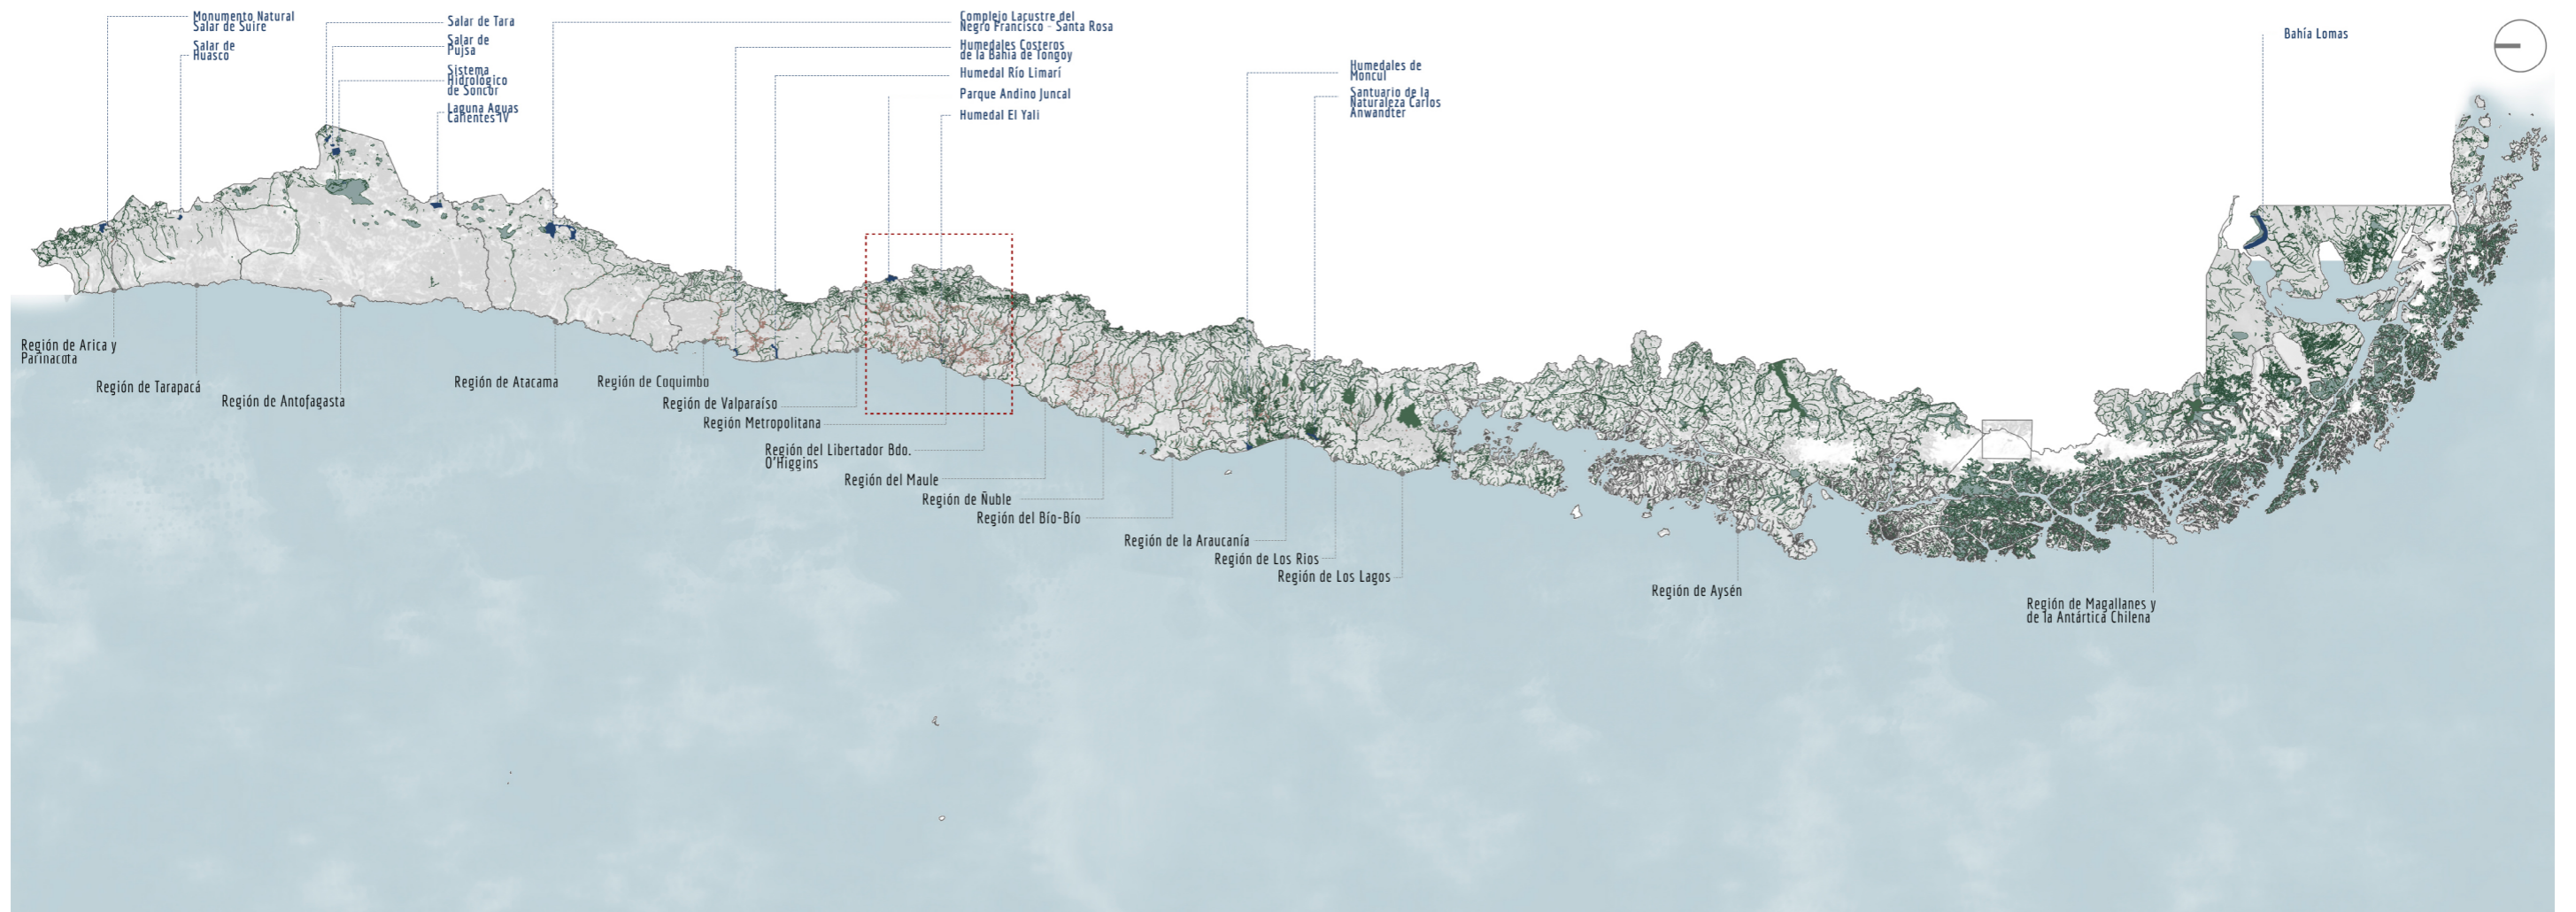 Monumento Natural
Salar de Suire
Salar de
Huasco
Salar de Tara
Salar de
Pujsa
Sistema
Hidrológico
de Soncor
Laguna Aguas
Calientes IV
Complejo Lacustre del
Negro Francisco - Santa Rosa
Humedales Costeros
de la Bahía de Tongoy
Humedal Río Limarí
Parque Andino Juncal
Humedal El Yali
Humedales de
Moncul
Santuario de la
Naturaleza Carlos
Anwandter
Bahía Lomas
Región de Arica y
Parinacota
Región de Tarapacá
Región de Antofagasta
Región de Atacama
Región de Coquimbo
Región de Valparaíso
Región Metropolitana
Región del Libertador Bdo.
O'Higgins
Región del Maule
Región de Ñuble
Región del Bío-Bío
Región de la Araucanía
Región de Los Rios
Región de Los Lagos
Región de Aysén
Región de Magallanes y
de la Antártica Chilena